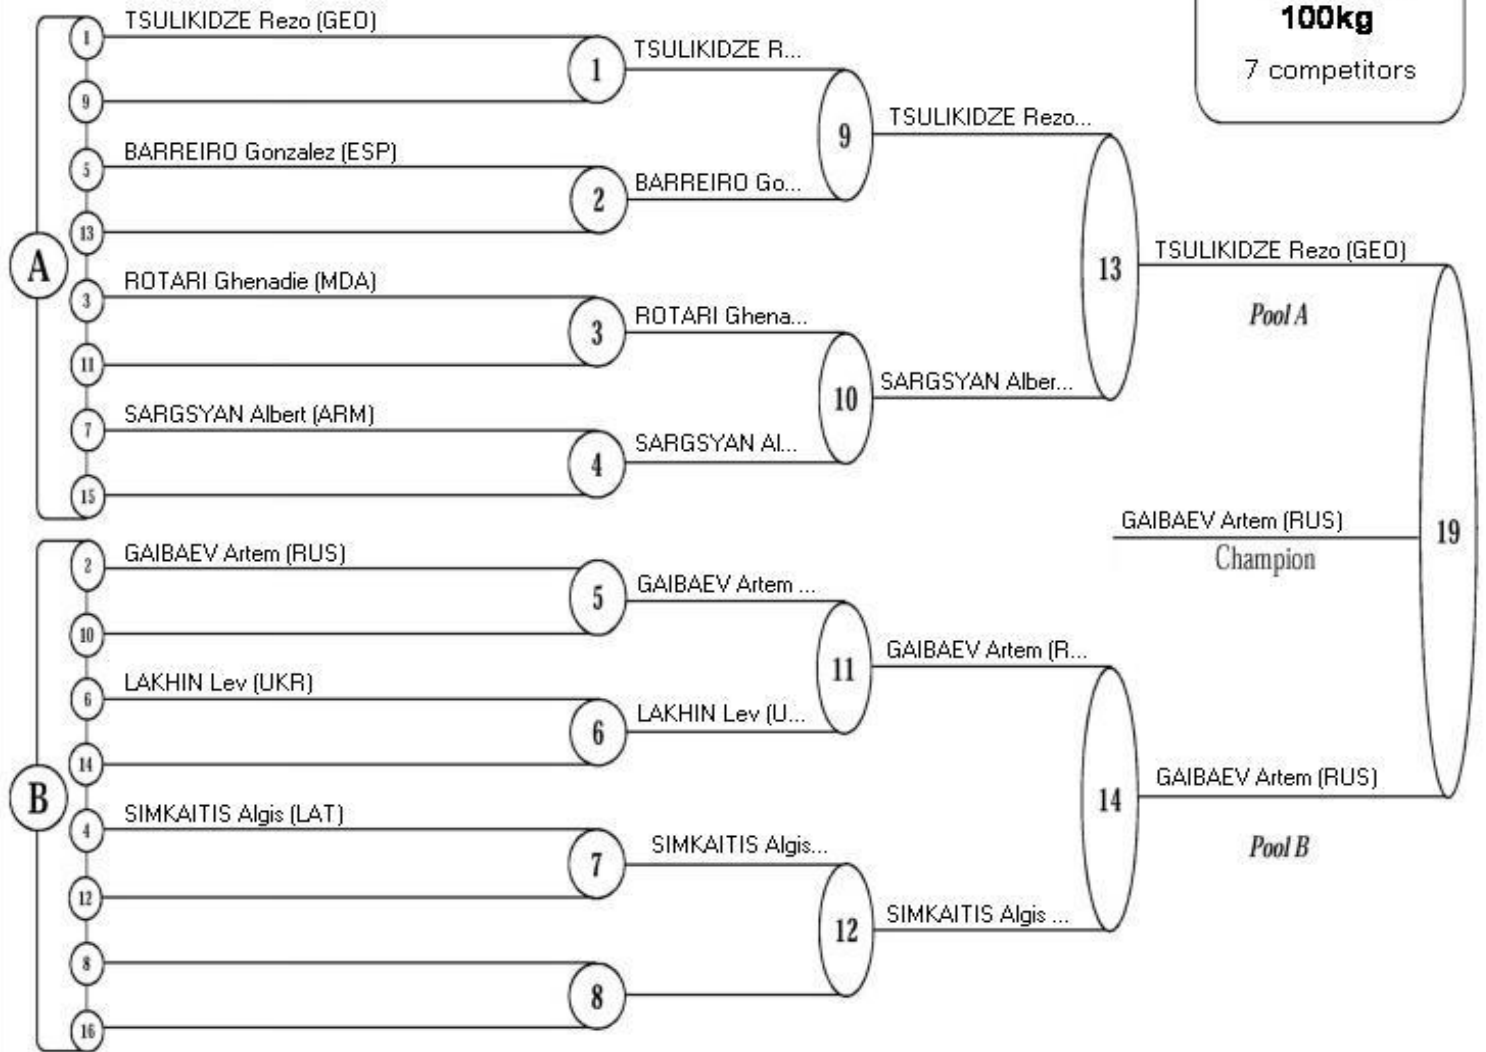 100kg
7 competitors
A
1 TSULIKIDZE Rezo (GEO)
9
5 BARREIRO Gonzalez (ESP)
13
3 ROTARI Ghenadie (MDA)
11
7 SARGSYAN Albert (ARM)
15
1 TSULIKIDZE R...
2 BARREIRO Go...
3 ROTARI Ghena...
4 SARGSYAN Al...
9 TSULIKIDZE Rezo...
10 SARGSYAN Alber...
13 TSULIKIDZE Rezo (GEO)
Pool A
B
2 GAIBAEV Artem (RUS)
10
6 LAKHIN Lev (UKR)
14
4 SIMKAITIS Algis (LAT)
12
8
16
5 GAIBAEV Artem ...
6 LAKHIN Lev (U...
7 SIMKAITIS Algis...
8
11 GAIBAEV Artem (R...
12 SIMKAITIS Algis ...
14 GAIBAEV Artem (RUS)
Pool B
GAIBAEV Artem (RUS) 19
Champion